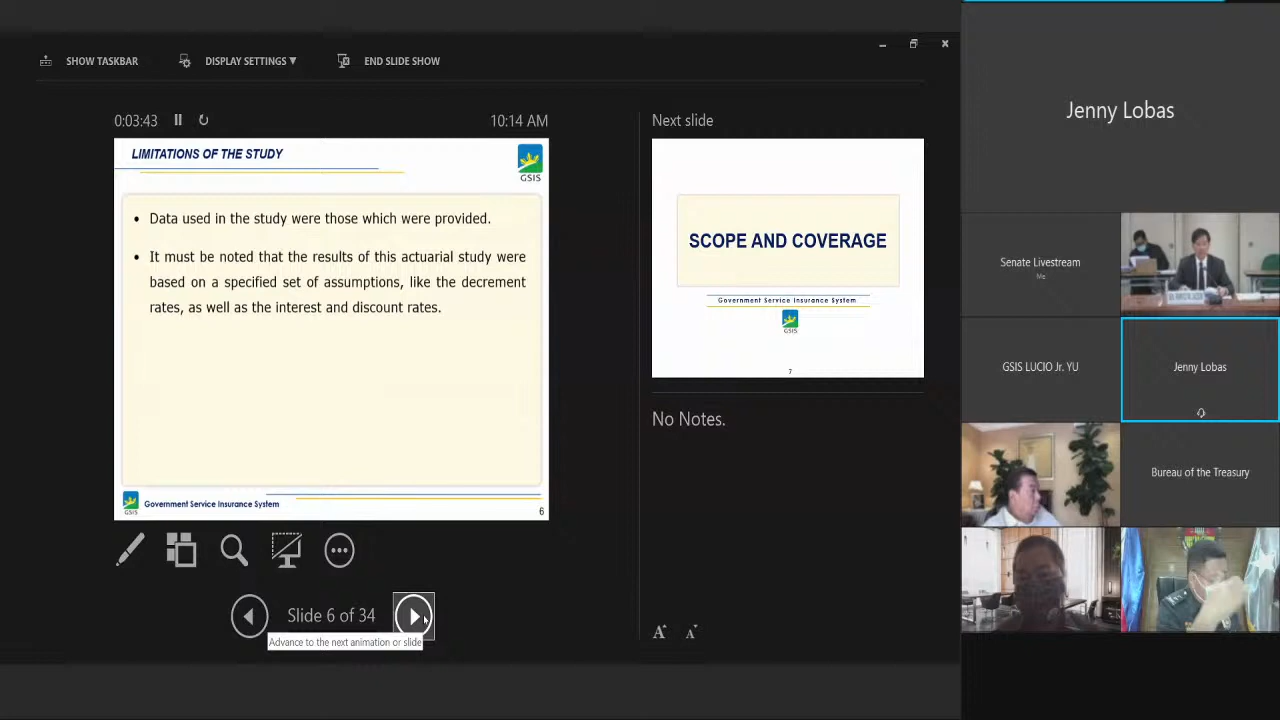 SHOW TASKBAR
DISPLAY SETTINGS ▼
END SLIDE SHOW
0:03:43
10:14 AM
LIMITATIONS OF THE STUDY
GSIS
• Data used in the study were those which were provided.
• It must be noted that the results of this actuarial study were
based on a specified set of assumptions, like the decrement
rates, as well as the interest and discount rates.
GSIS
Government Service Insurance System
6
Slide 6 of 34
Advance to the next animation or slide
Next slide
SCOPE AND COVERAGE
Government Service Insurance System
GSIS
7
No Notes.
A A
Jenny Lobas
Senate Livestream
Me
GSIS LUCIO Jr. YU
Jenny Lobas
Bureau of the Treasury